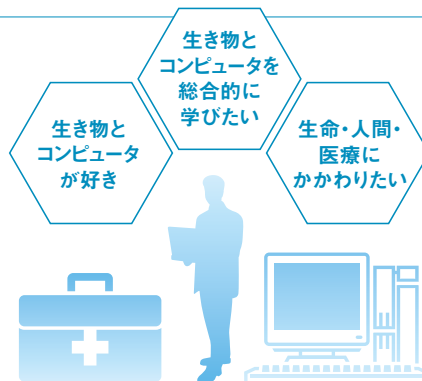 生き物と
コンピュータを
総合的に
学びたい
生き物と
コンピュータ
が好き
生命・人間・
医療に
かかわりたい